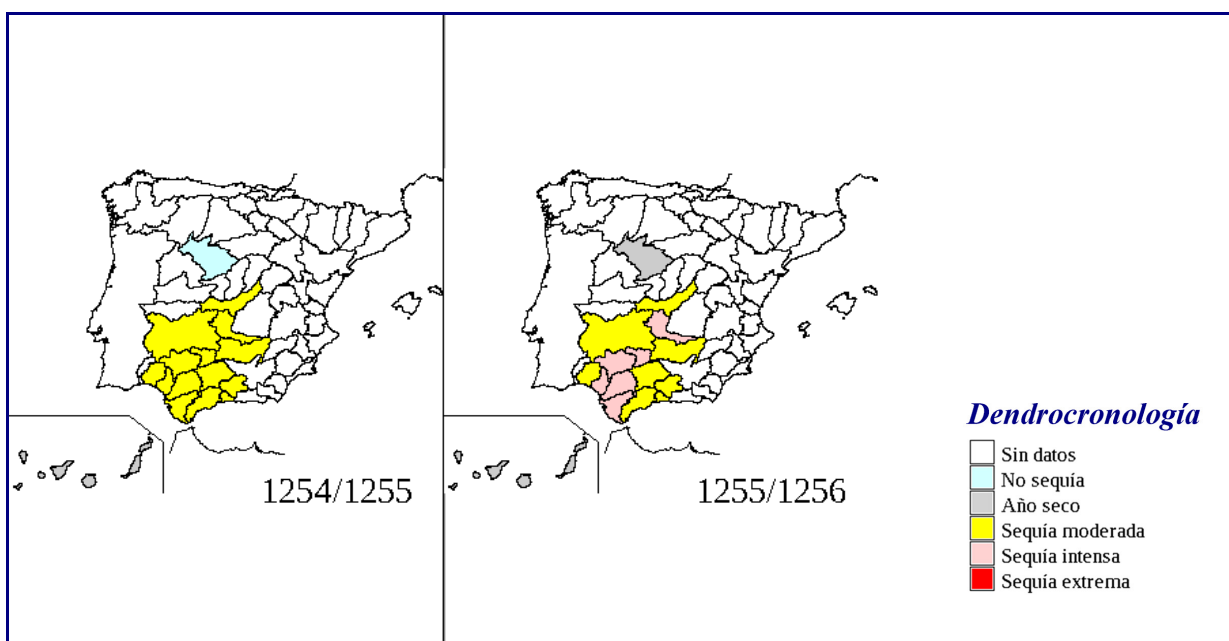 1254/1255
1255/1256
Dendrocronología
Sin datos
No sequía
Año seco
Sequía moderada
Sequía intensa
Sequía extrema